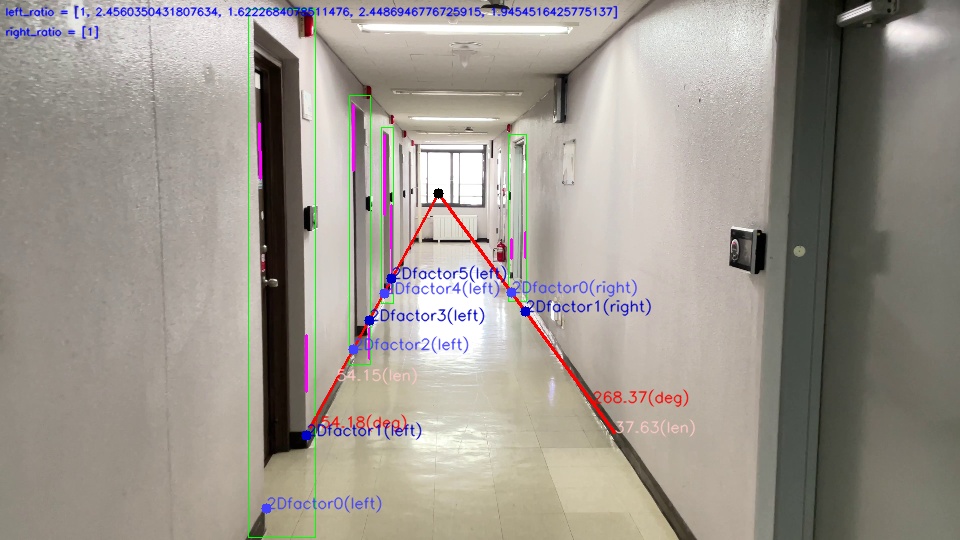 left_ratio = [1, 2.4560350431807634, 1.6222684078511476, 2.4486946776725915, 1.9454516425775137]
right_ratio = [1]
2Dfactor5(left)
2Dfactor4(left)
2Dfactor0(right)
2Dfactor1(right)
2Dfactor3(left)
2Dfactor2(left)
54.15(len)
268.37(deg)
54.18(deg)
37.63(len)
2Dfactor1(left)
2Dfactor0(left)